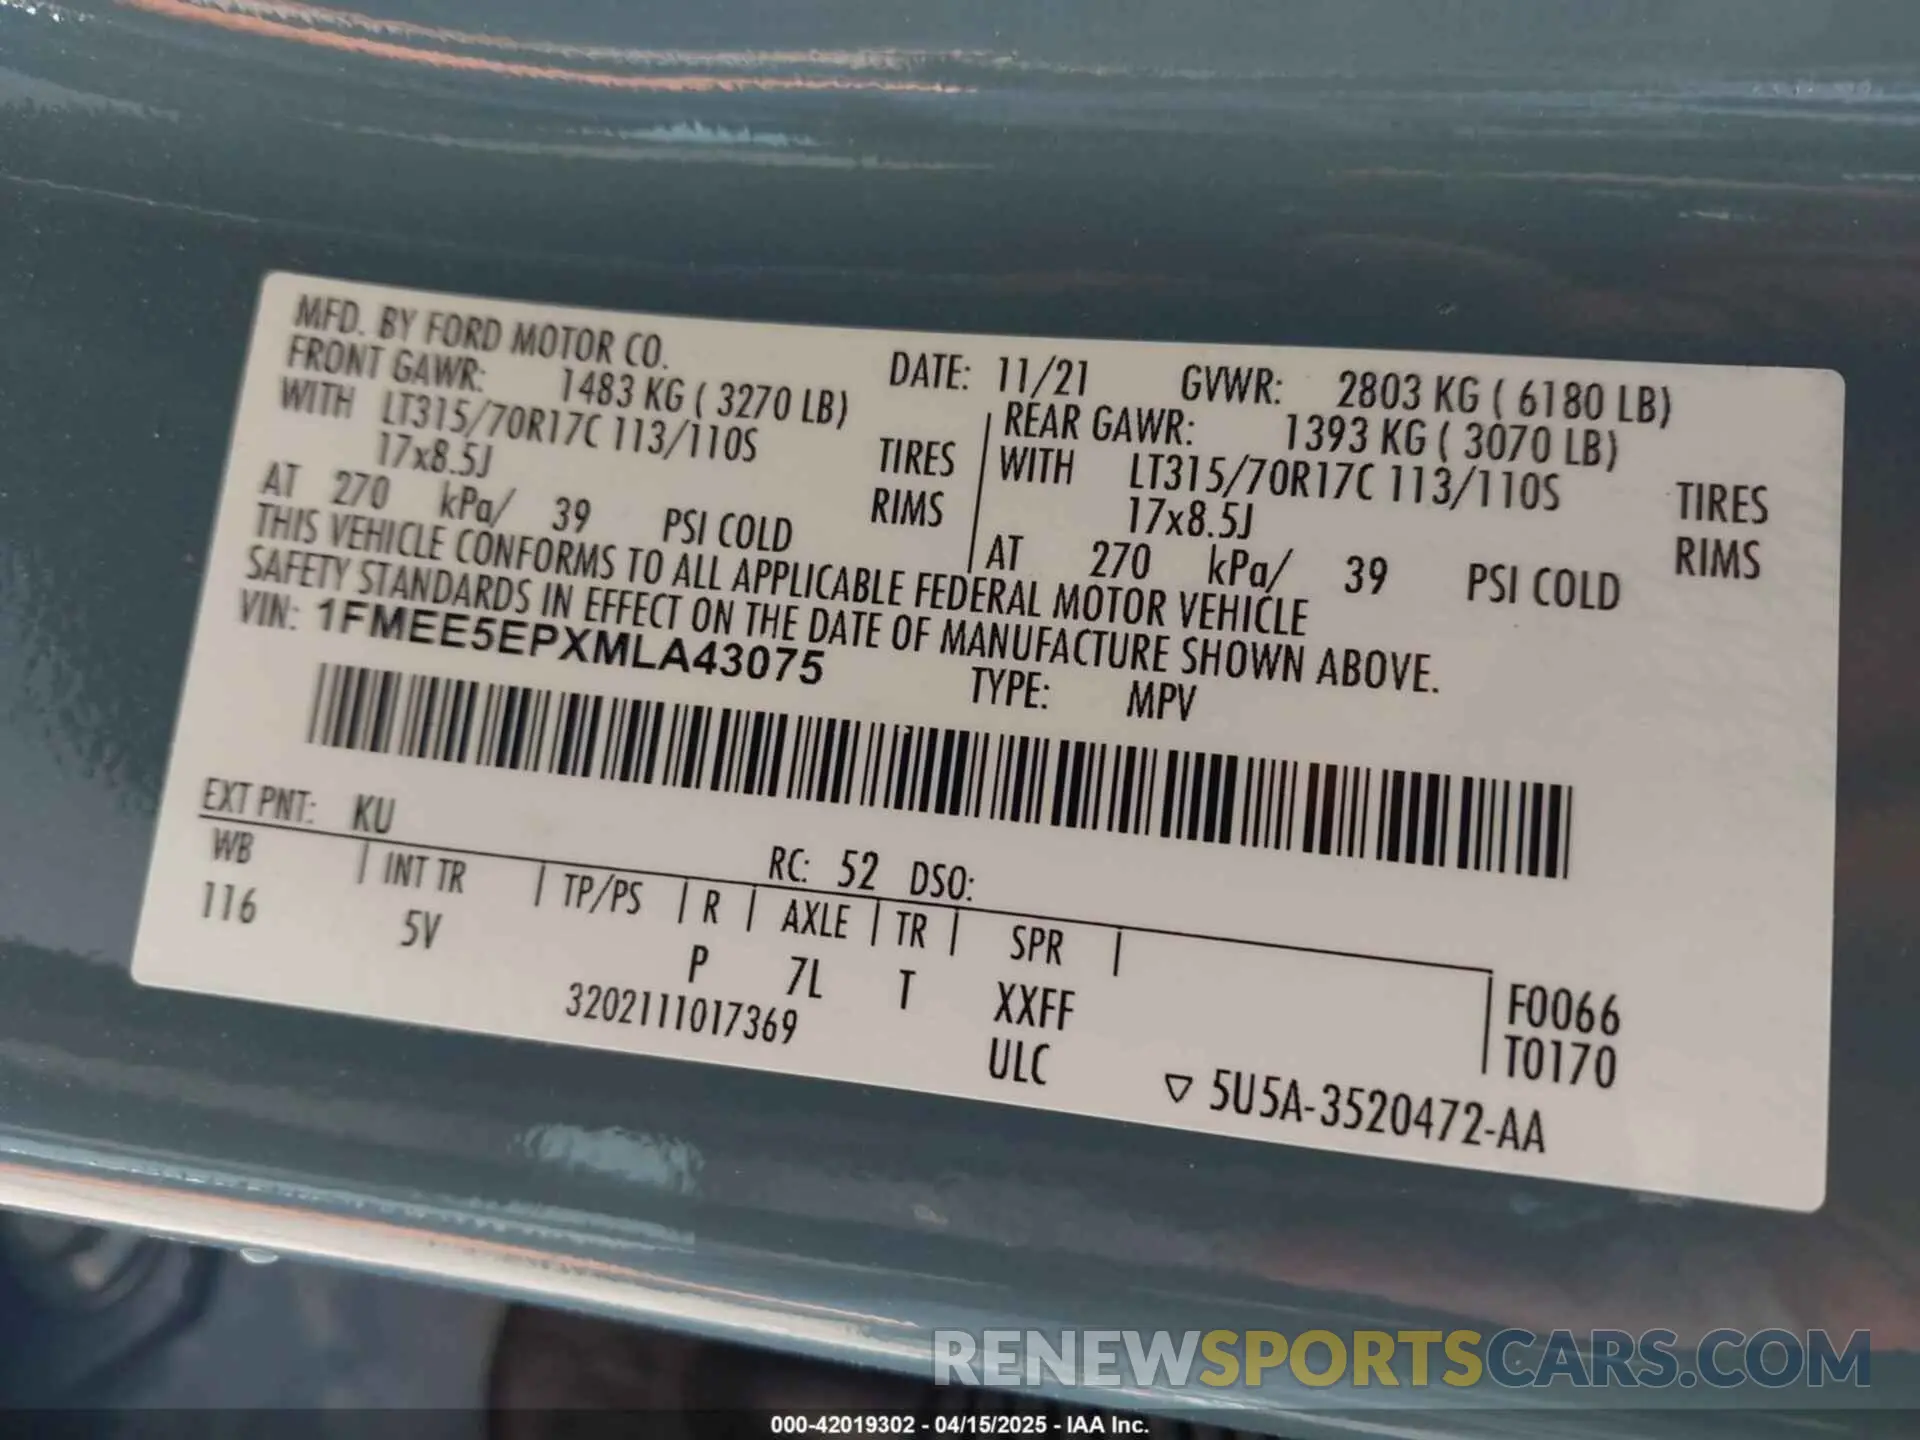 MFD. BY FORD MOTOR CO.
DATE: 11/21 GVWR: 2803 KG ( 6180 LB)
FRONT GAWR: 1483 KG ( 3270 LB)
WITH LT315/70R17C 113/110S TIRES
17x8.5J RIMS
AT 270 kPa/ 39 PSI COLD
REAR GAWR: 1393 KG ( 3070 LB)
WITH LT315/70R17C 113/110S TIRES
17x8.5J RIMS
AT 270 kPa/ 39 PSI COLD
THIS VEHICLE CONFORMS TO ALL APPLICABLE FEDERAL MOTOR VEHICLE
SAFETY STANDARDS IN EFFECT ON THE DATE OF MANUFACTURE SHOWN ABOVE.
VIN: 1FMEE5EPXMLA43075
TYPE: MPV
EXT PNT: KU RC: 52 DSO:
WB | INT TR | TP/PS | R | AXLE | TR | SPR |
116 5V P 7L T XXFF
F0066
T0170
3202111017369 ULC
▽ 5U5A-3520472-AA
RENEWSPORTSCARS.COM
000-42019302 - 04/15/2025 - IAA Inc.